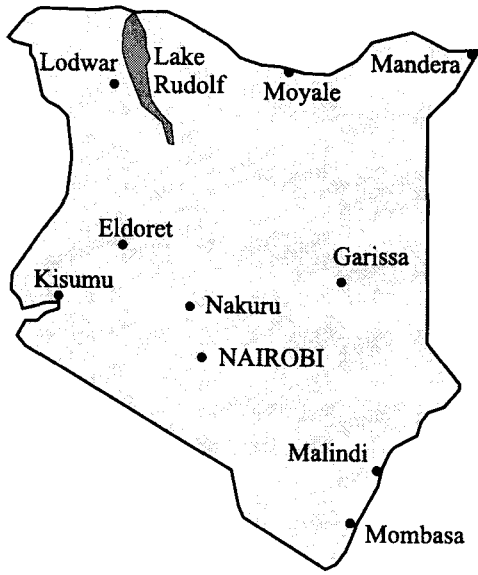 Lodwar
Lake
Rudolf
Moyale
Mandera
Eldoret
Kisumu
Garissa
Nakuru
NAIROBI
Malindi
Mombasa